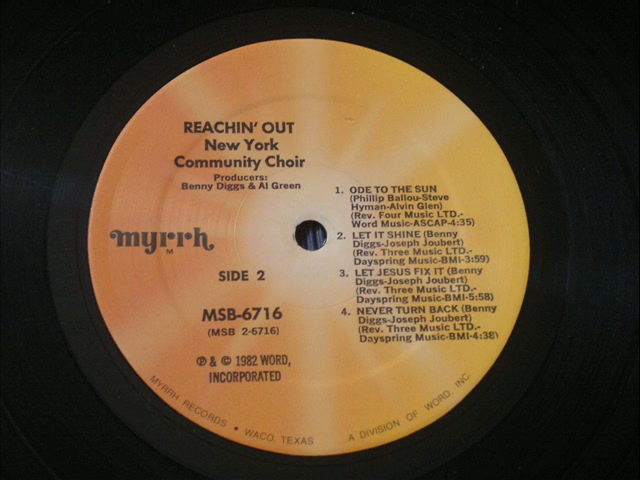 REACHIN' OUT
New York
Community Choir
Producers:
Benny Diggs & Al Green
myrrh
M
SIDE 2
MSB-6716
(MSB 2-6716)
℗ & © 1982 WORD,
INCORPORATED
1. ODE TO THE SUN
(Phillip Ballou-Steve
Hyman-Alvin Glen)
(Rev. Four Music LTD.-
Word Music-ASCAP-4:35)
2. LET IT SHINE (Benny
Diggs-Joseph Joubert)
(Rev. Three Music LTD.-
Dayspring Music-BMI-3:59)
3. LET JESUS FIX IT (Benny
Diggs-Joseph Joubert)
(Rev. Three Music LTD.-
Dayspring Music-BMI-5:58)
4. NEVER TURN BACK (Benny
Diggs-Joseph Joubert)
(Rev. Three Music LTD.-
Dayspring Music-BMI-4:38)
MYRRH RECORDS • WACO, TEXAS A DIVISION OF WORD, INC.